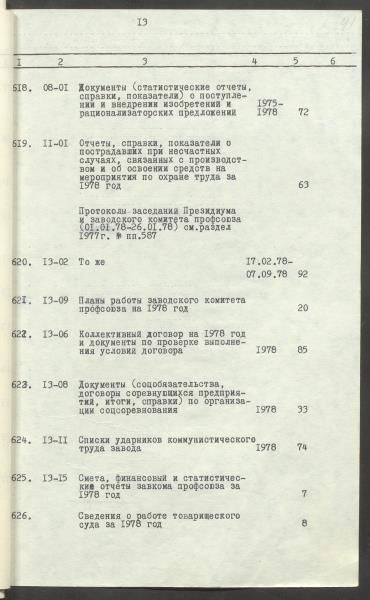 13
41
1 2 3 4 5 6
618. 08-01 Документы (статистические отчеты,
справки, показатели) о поступле-
нии и внедрении изобретений и 1975-
рационализаторских предложений 1978 72
619. 11-01 Отчеты, справки, показатели о
пострадавших при несчастных
случаях, связанных с производст-
вом и об освоении средств на
мероприятия по охране труда за
1978 год 63
Протоколы заседаний Президиума
и заводского комитета профсоюза
(01.01.78-26.01.78) см.раздел
1977г. № пп.587
620. 13-02 То же 17.02.78-
07.09.78 92
621. 13-09 Планы работы заводского комитета
профсоюза на 1978 год 20
622. 13-06 Коллективный договор на 1978 год
и документы по проверке выполне-
ния условий договора 1978 85
623. 13-08 Документы (соцобязательства,
договоры соревнующихся предприя-
тий, итоги, справки) по организа-
ции соцсоревнования 1978 33
624. 13-11 Списки ударников коммунистического
труда завода 1978 74
625. 13-15 Смета, финансовый и статистичес-
кие отчеты завкома профсоюза за
1978 год 7
626. Сведения о работе товарищеского
суда за 1978 год 8